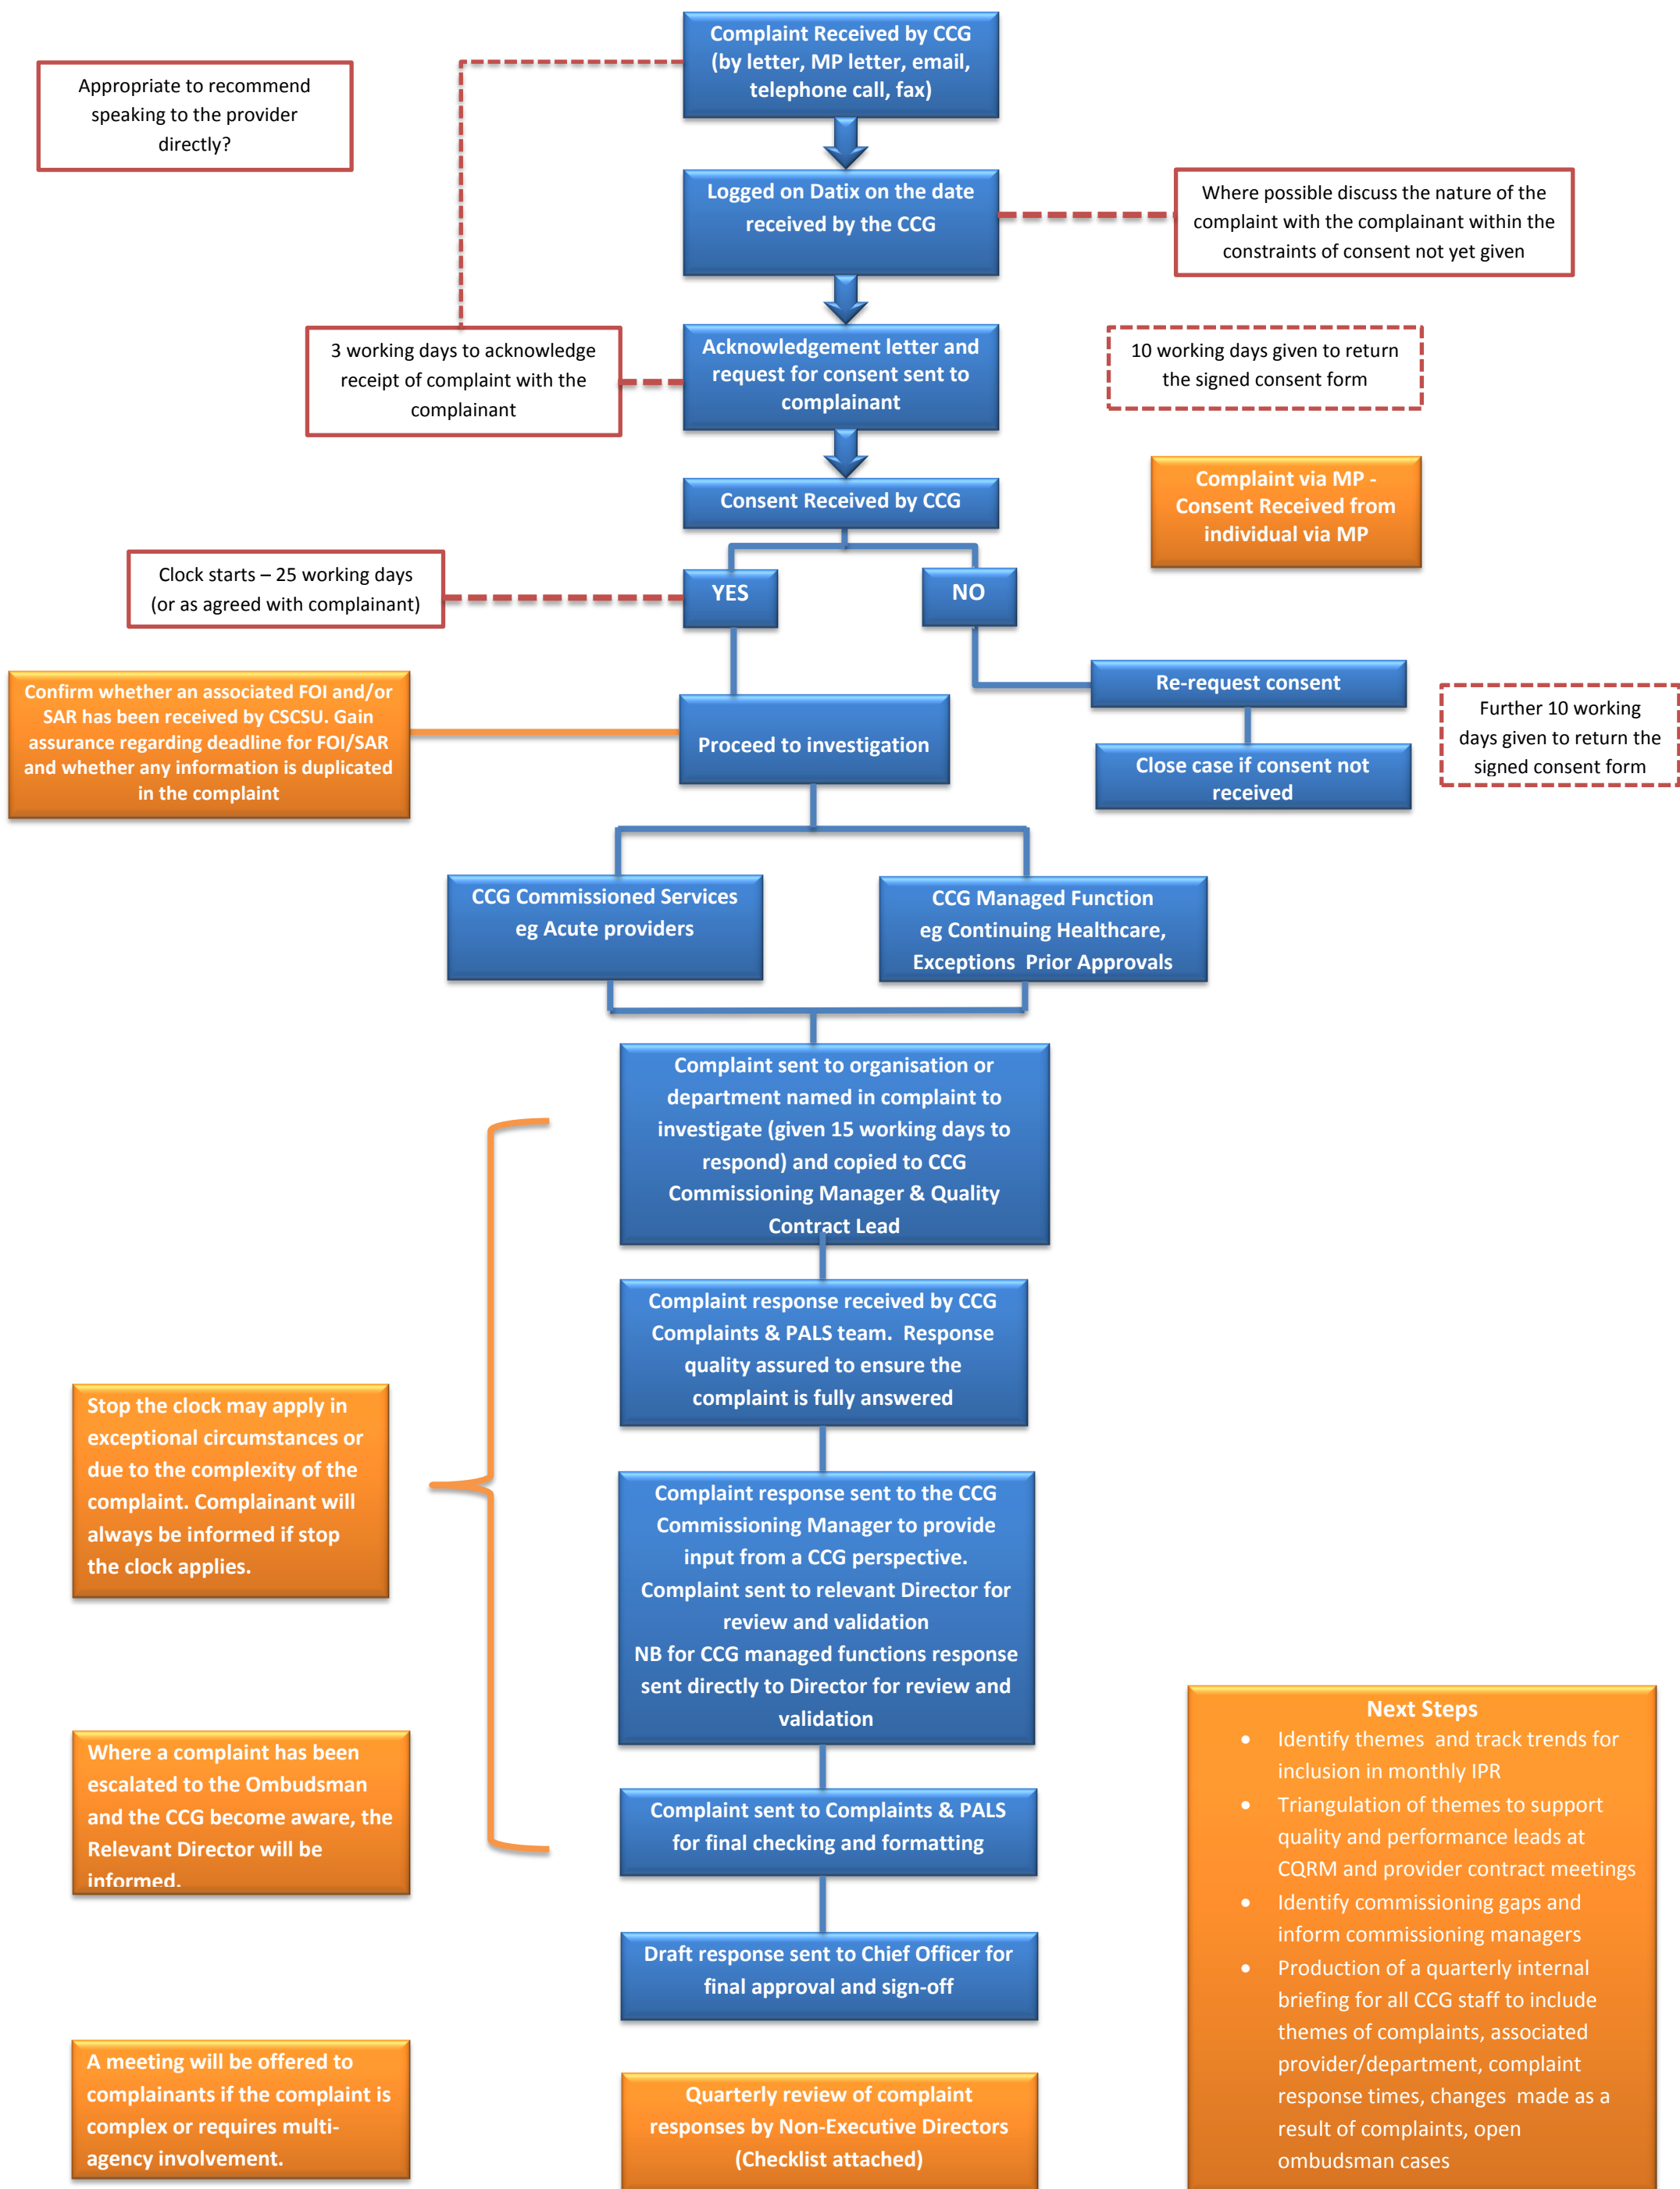 Complaint Received by CCG
(by letter, MP letter, email,
telephone call, fax)
Appropriate to recommend
speaking to the provider
directly?
Logged on Datix on the date
received by the CCG
Where possible discuss the nature of the
complaint with the complainant within the
constraints of consent not yet given
3 working days to acknowledge
receipt of complaint with the
complainant
Acknowledgement letter and
request for consent sent to
complainant
10 working days given to return
the signed consent form
Consent Received by CCG
Complaint via MP -
Consent Received from
individual via MP
Clock starts – 25 working days
(or as agreed with complainant)
YES
NO
Confirm whether an associated FOI and/or
SAR has been received by CSCSU. Gain
assurance regarding deadline for FOI/SAR
and whether any information is duplicated
in the complaint
Proceed to investigation
Re-request consent
Close case if consent not
received
Further 10 working
days given to return the
signed consent form
CCG Commissioned Services
eg Acute providers
CCG Managed Function
eg Continuing Healthcare,
Exceptions  Prior Approvals
Complaint sent to organisation or
department named in complaint to
investigate (given 15 working days to
respond) and copied to CCG
Commissioning Manager & Quality
Contract Lead
Complaint response received by CCG
Complaints & PALS team.  Response
quality assured to ensure the
complaint is fully answered
Stop the clock may apply in
exceptional circumstances or
due to the complexity of the
complaint. Complainant will
always be informed if stop
the clock applies.
Complaint response sent to the CCG
Commissioning Manager to provide
input from a CCG perspective.
Complaint sent to relevant Director for
review and validation
NB for CCG managed functions response
sent directly to Director for review and
validation
Where a complaint has been
escalated to the Ombudsman
and the CCG become aware, the
Relevant Director will be
informed.
Complaint sent to Complaints & PALS
for final checking and formatting
Draft response sent to Chief Officer for
final approval and sign-off
A meeting will be offered to
complainants if the complaint is
complex or requires multi-
agency involvement.
Quarterly review of complaint
responses by Non-Executive Directors
(Checklist attached)
Next Steps
• Identify themes  and track trends for
inclusion in monthly IPR
• Triangulation of themes to support
quality and performance leads at
CQRM and provider contract meetings
• Identify commissioning gaps and
inform commissioning managers
• Production of a quarterly internal
briefing for all CCG staff to include
themes of complaints, associated
provider/department, complaint
response times, changes  made as a
result of complaints, open
ombudsman cases